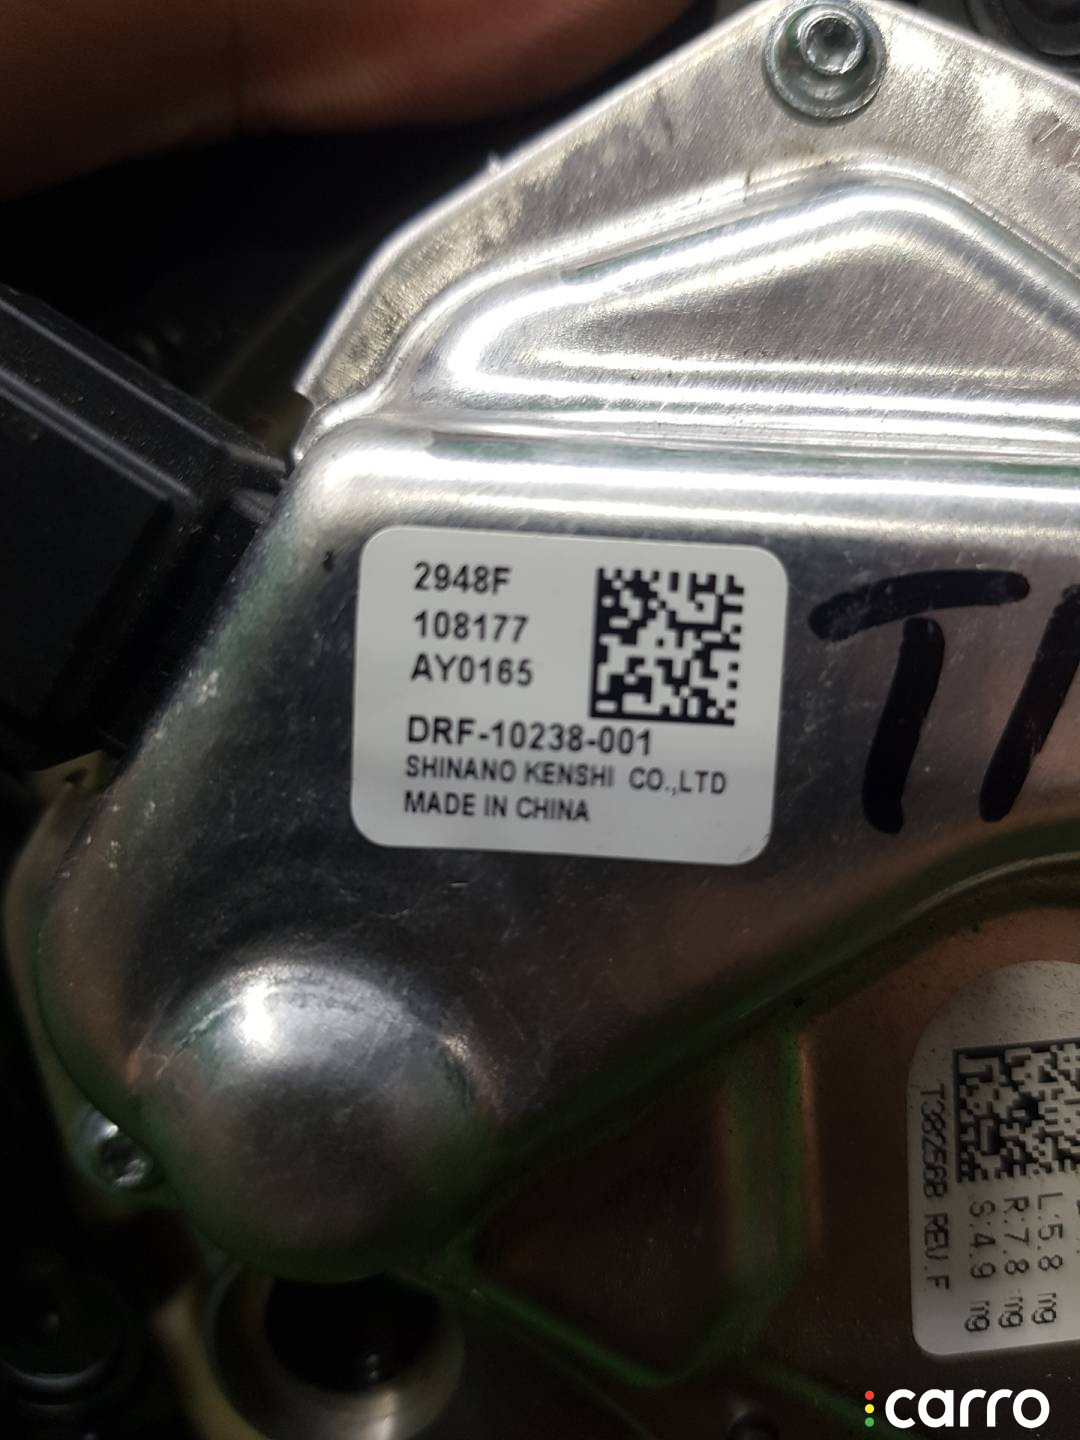 2948F
108177
AY0165
DRF-10238-001
SHINANO KENSHI CO.,LTD
MADE IN CHINA
L:5.8 mg
R:7.8 mg
S:4.9 mg
T382568 REV.F
carro